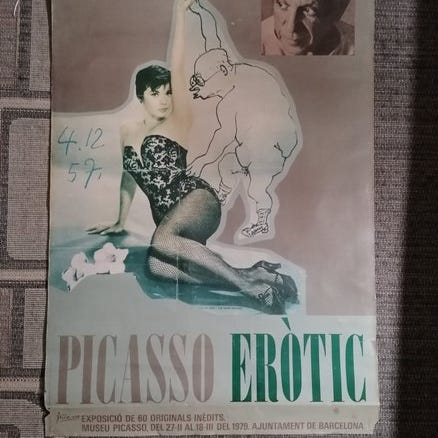 4.12
57.
PICASSO ERÒTIC
EXPOSICIÓ DE 60 ORIGINALS INÈDITS.
MUSEU PICASSO, DEL 27-II AL 18-III DEL 1979. AJUNTAMENT DE BARCELONA